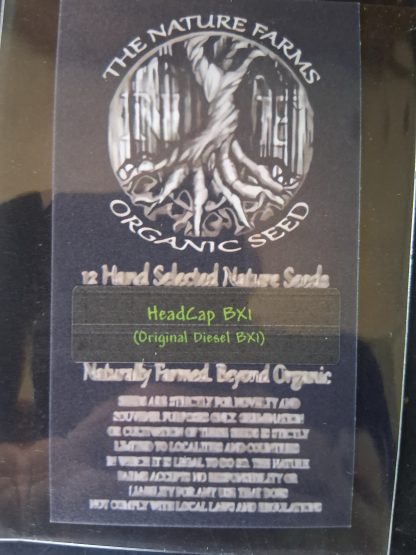 THE NATURE FARMS
ORGANIC SEED
12 Hand Selected Nature Seeds
HeadCap BX1
(Original Diesel BX1)
Naturally Farmed. Beyond Organic
SEEDS ARE STRICTLY FOR NOVELTY AND
SOUVENIR PURPOSES ONLY. GERMINATION
OR CULTIVATION OF THESE SEEDS IS STRICTLY
LIMITED TO LOCALITIES AND COUNTRIES
IN WHICH IT IS LEGAL TO DO SO. THE NATURE
FARMS ACCEPTS NO RESPONSIBILITY OR
LIABILITY FOR ANY USE THAT DOES
NOT COMPLY WITH LOCAL LAWS AND REGULATIONS